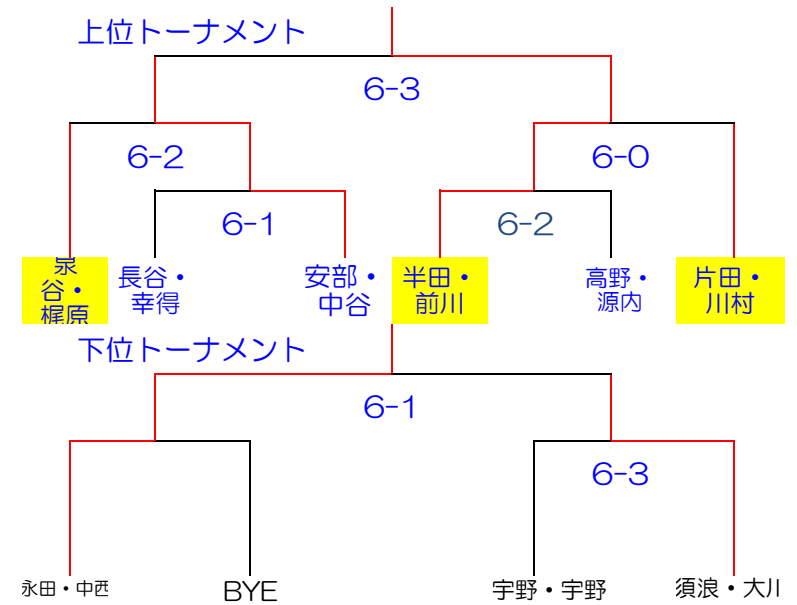 上位トーナメント
6-3
6-2
6-0
6-1
6-2
泉
谷・
梶原
長谷・
幸得
安部・
中谷
半田・
前川
高野・
源内
片田・
川村
下位トーナメント
6-1
6-3
永田・中西
BYE
宇野・宇野
須浪・大川